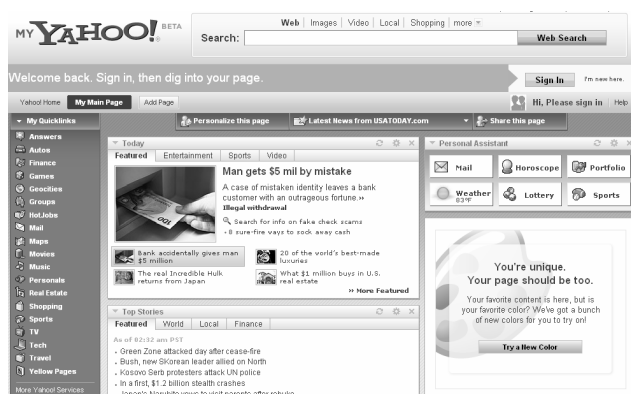 MY YAHOO! BETA
Web | Images | Video | Local | Shopping | more
Search:
Web Search
Welcome back. Sign in, then dig into your page.
Sign In
I'm new here.
Yahoo! Home
My Main Page
Add Page
Hi, Please sign in
Help
My Quicklinks
Personalize this page
Latest News from USATODAY.com
Share this page
Answers
Autos
Finance
Games
Geocities
Groups
HotJobs
Mail
Maps
Movies
Music
Personals
Real Estate
Shopping
Sports
TV
Tech
Travel
Yellow Pages
More Yahoo! Services
Today
Featured
Entertainment
Sports
Video
Man gets $5 mil by mistake
A case of mistaken identity leaves a bank
customer with an outrageous fortune.»
Illegal withdrawal
Search for info on fake check scams
• 8 sure-fire ways to sock away cash
Bank accidentally gives man
$5 million
20 of the world's best-made
luxuries
The real Incredible Hulk
returns from Japan
What $1 million buys in U.S.
real estate
» More Featured
Top Stories
Featured
World
Local
Finance
As of 02:32 am PST
• Green Zone attacked day after cease-fire
• Bush, new SKorean leader allied on North
• Kosovo Serb protesters attack UN police
• In a first, $1.2 billion stealth crashes
Personal Assistant
Mail
Horoscope
Portfolio
Weather
83°F
Lottery
Sports
You're unique.
Your page should be too.
Your favorite content is here, but is
your favorite color? We've got a bunch
of new colors for you to try on!
Try a New Color